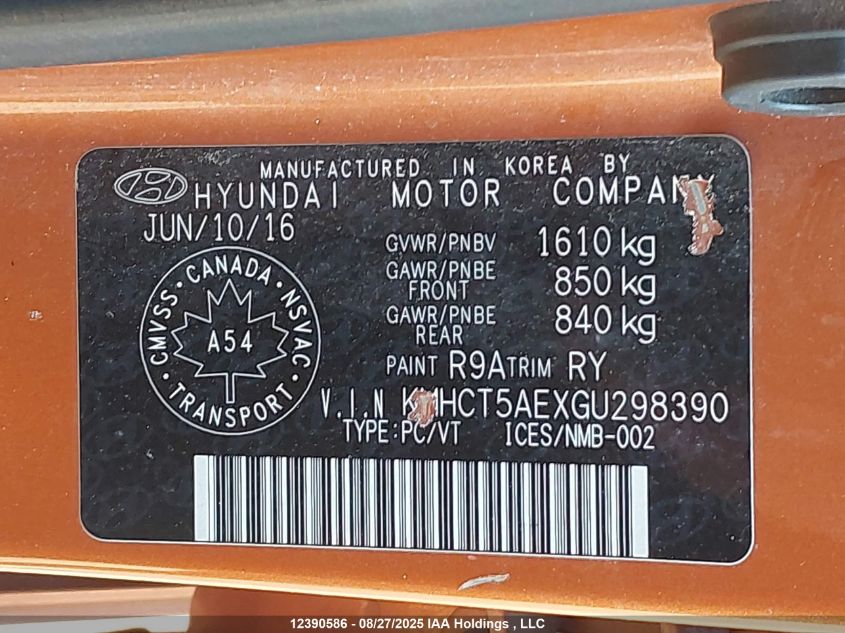 MANUFACTURED IN KOREA BY
HYUNDAI MOTOR COMPANY
JUN/10/16
GVWR/PNBV 1610 kg
GAWR/PNBE FRONT 850 kg
GAWR/PNBE REAR 840 kg
CANADA
CMVSS NSVAC
A54
TRANSPORT
PAINT R9A TRIM RY
V.I.N KMHCT5AEXGU298390
TYPE:PC/VT ICES/NMB-002
12390586 - 08/27/2025 IAA Holdings , LLC